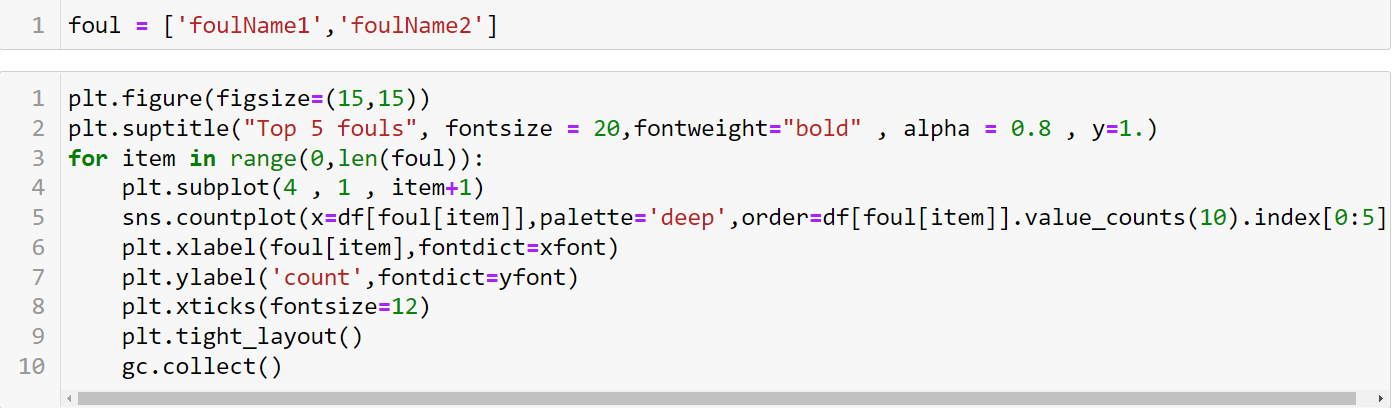 1 foul = ['foulName1','foulName2']
1 plt.figure(figsize=(15,15))
2 plt.suptitle("Top 5 fouls", fontsize = 20,fontweight="bold" , alpha = 0.8 , y=1.)
3 for item in range(0,len(foul)):
4     plt.subplot(4 , 1 , item+1)
5     sns.countplot(x=df[foul[item]],palette='deep',order=df[foul[item]].value_counts(10).index[0:5]
6     plt.xlabel(foul[item],fontdict=xfont)
7     plt.ylabel('count',fontdict=yfont)
8     plt.xticks(fontsize=12)
9     plt.tight_layout()
10     gc.collect()